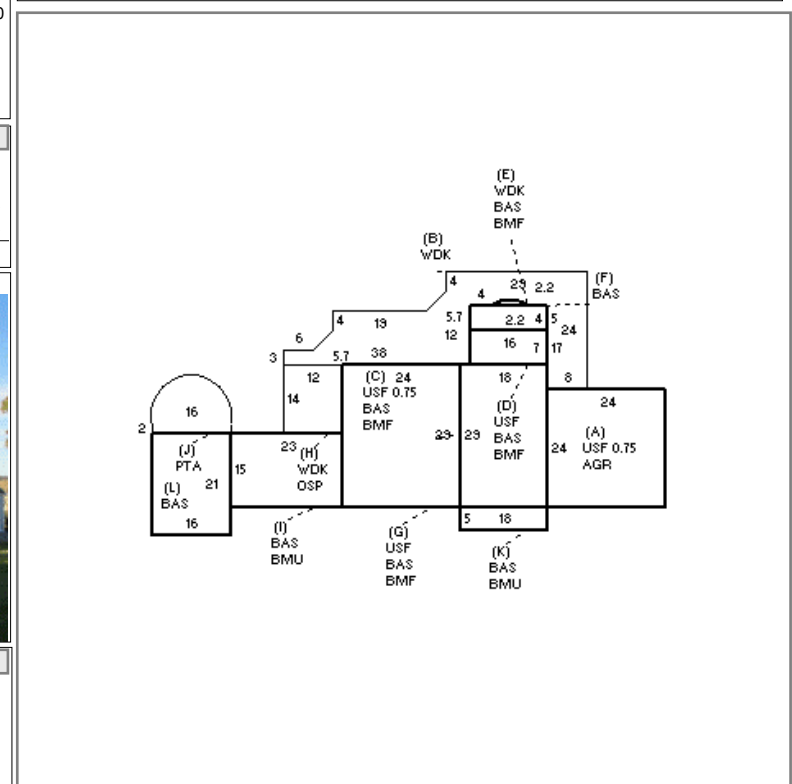 (E)
WDK
BAS
BMF
(B)
WDK
(F)
BAS
4
29
2.2
4
5.7
2.2
4
5
24
4
19
12
16
7
17
6
3
5.7
38
8
12
(C)
24
USF 0.75
BAS
BMF
18
24
14
(D)
USF
BAS
BMF
(A)
USF 0.75
AGR
16
2
23
(H)
WDK
OSP
29
29
24
(J)
PTA
15
(L)
BAS
21
16
5
18
(I)
BAS
BMU
(G)
USF
BAS
BMF
(K)
BAS
BMU